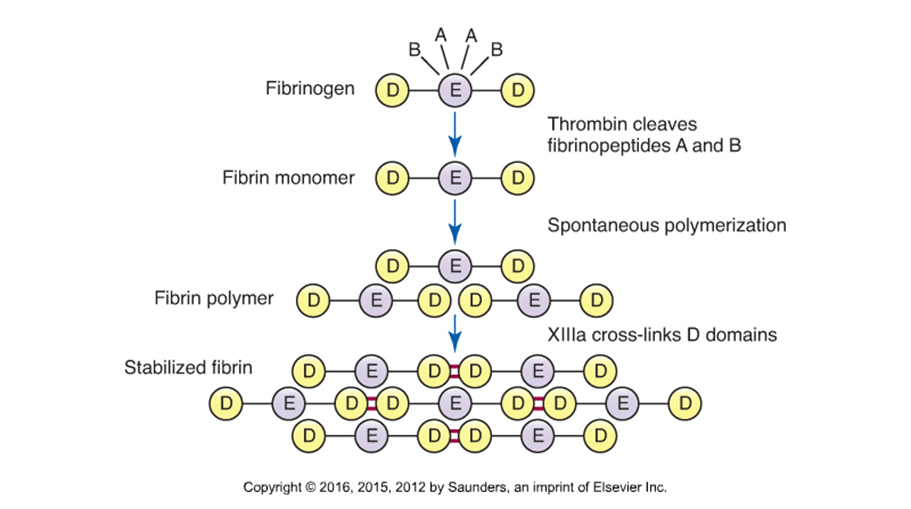 A A
B B
Fibrinogen D E D
Thrombin cleaves
fibrinopeptides A and B
Fibrin monomer D E D
Spontaneous polymerization
D E D
Fibrin polymer D E D D E D
XIIIa cross-links D domains
Stabilized fibrin D E D D E D
D E D D E D D E D
D E D D E D
Copyright © 2016, 2015, 2012 by Saunders, an imprint of Elsevier Inc.